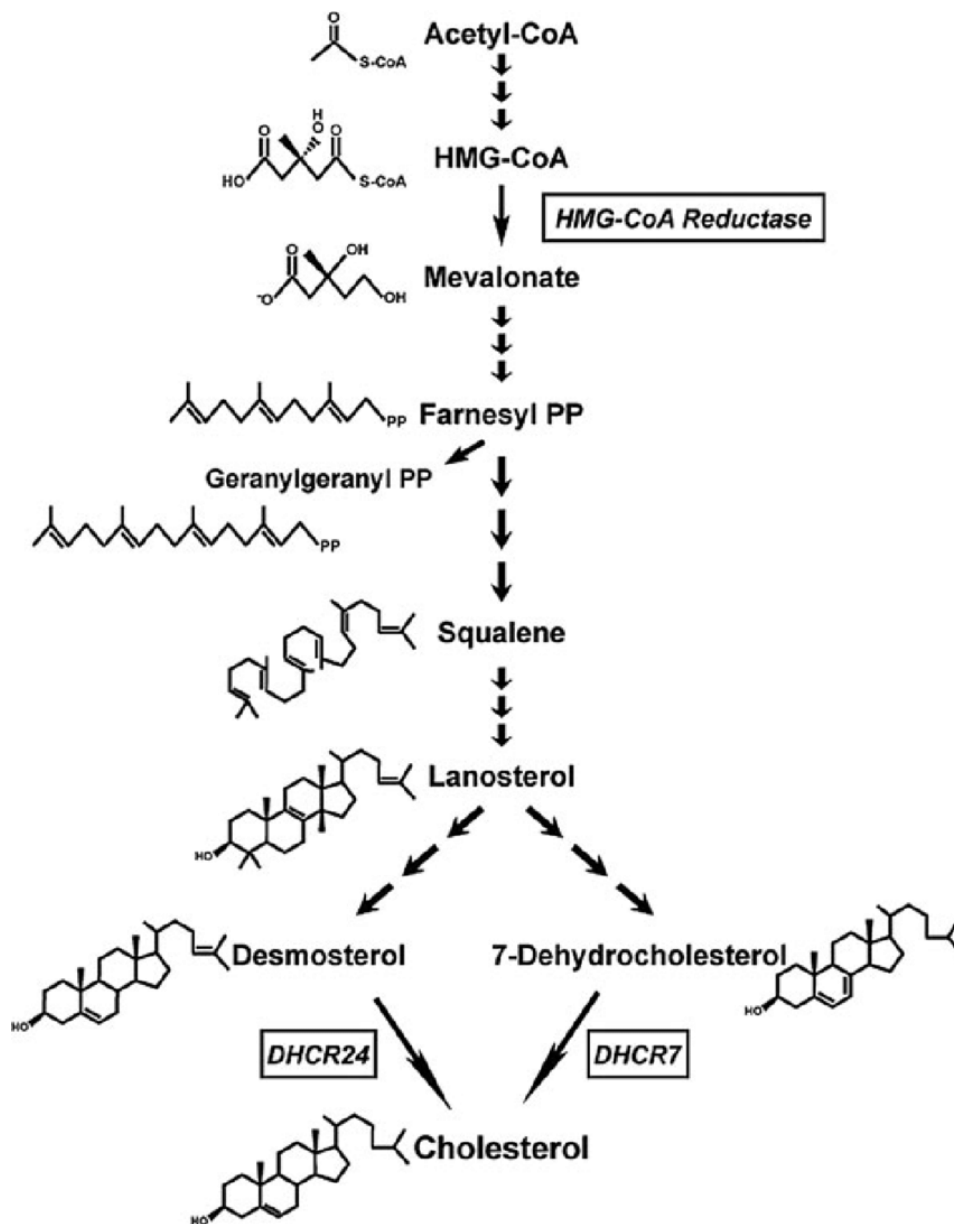 O
Acetyl-CoA
S-CoA
O
H
O
O
HMG-CoA
HO
S-CoA
HMG-CoA Reductase
O
OH
Mevalonate
-O
OH
PP
Farnesyl PP
Geranylgeranyl PP
PP
Squalene
Lanosterol
HO
Desmosterol
7-Dehydrocholesterol
HO
HO
DHCR24
DHCR7
Cholesterol
HO